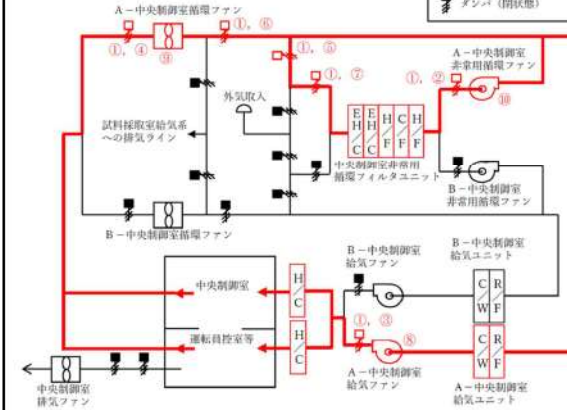 ダンパ（閉状態）
A－中央制御室循環ファン
①，⑥
①，④
⑨
①，⑤
A－中央制御室
非常用循環ファン
①，⑦
①，②
外気取入
⑩
試料採取室給気系
への排気ライン
EH/C
EH/C
H/F
C/F
H/F
中央制御室非常用
循環フィルタユニット
B－中央制御室
非常用循環ファン
B－中央制御室循環ファン
B－中央制御室
給気ファン
B－中央制御室
給気ユニット
中央制御室
H/C
C/W
R/F
①，③
運転員控室等
H/C
⑧
C/W
R/F
中央制御室
排気ファン
A－中央制御室
給気ファン
A－中央制御室
給気ユニット